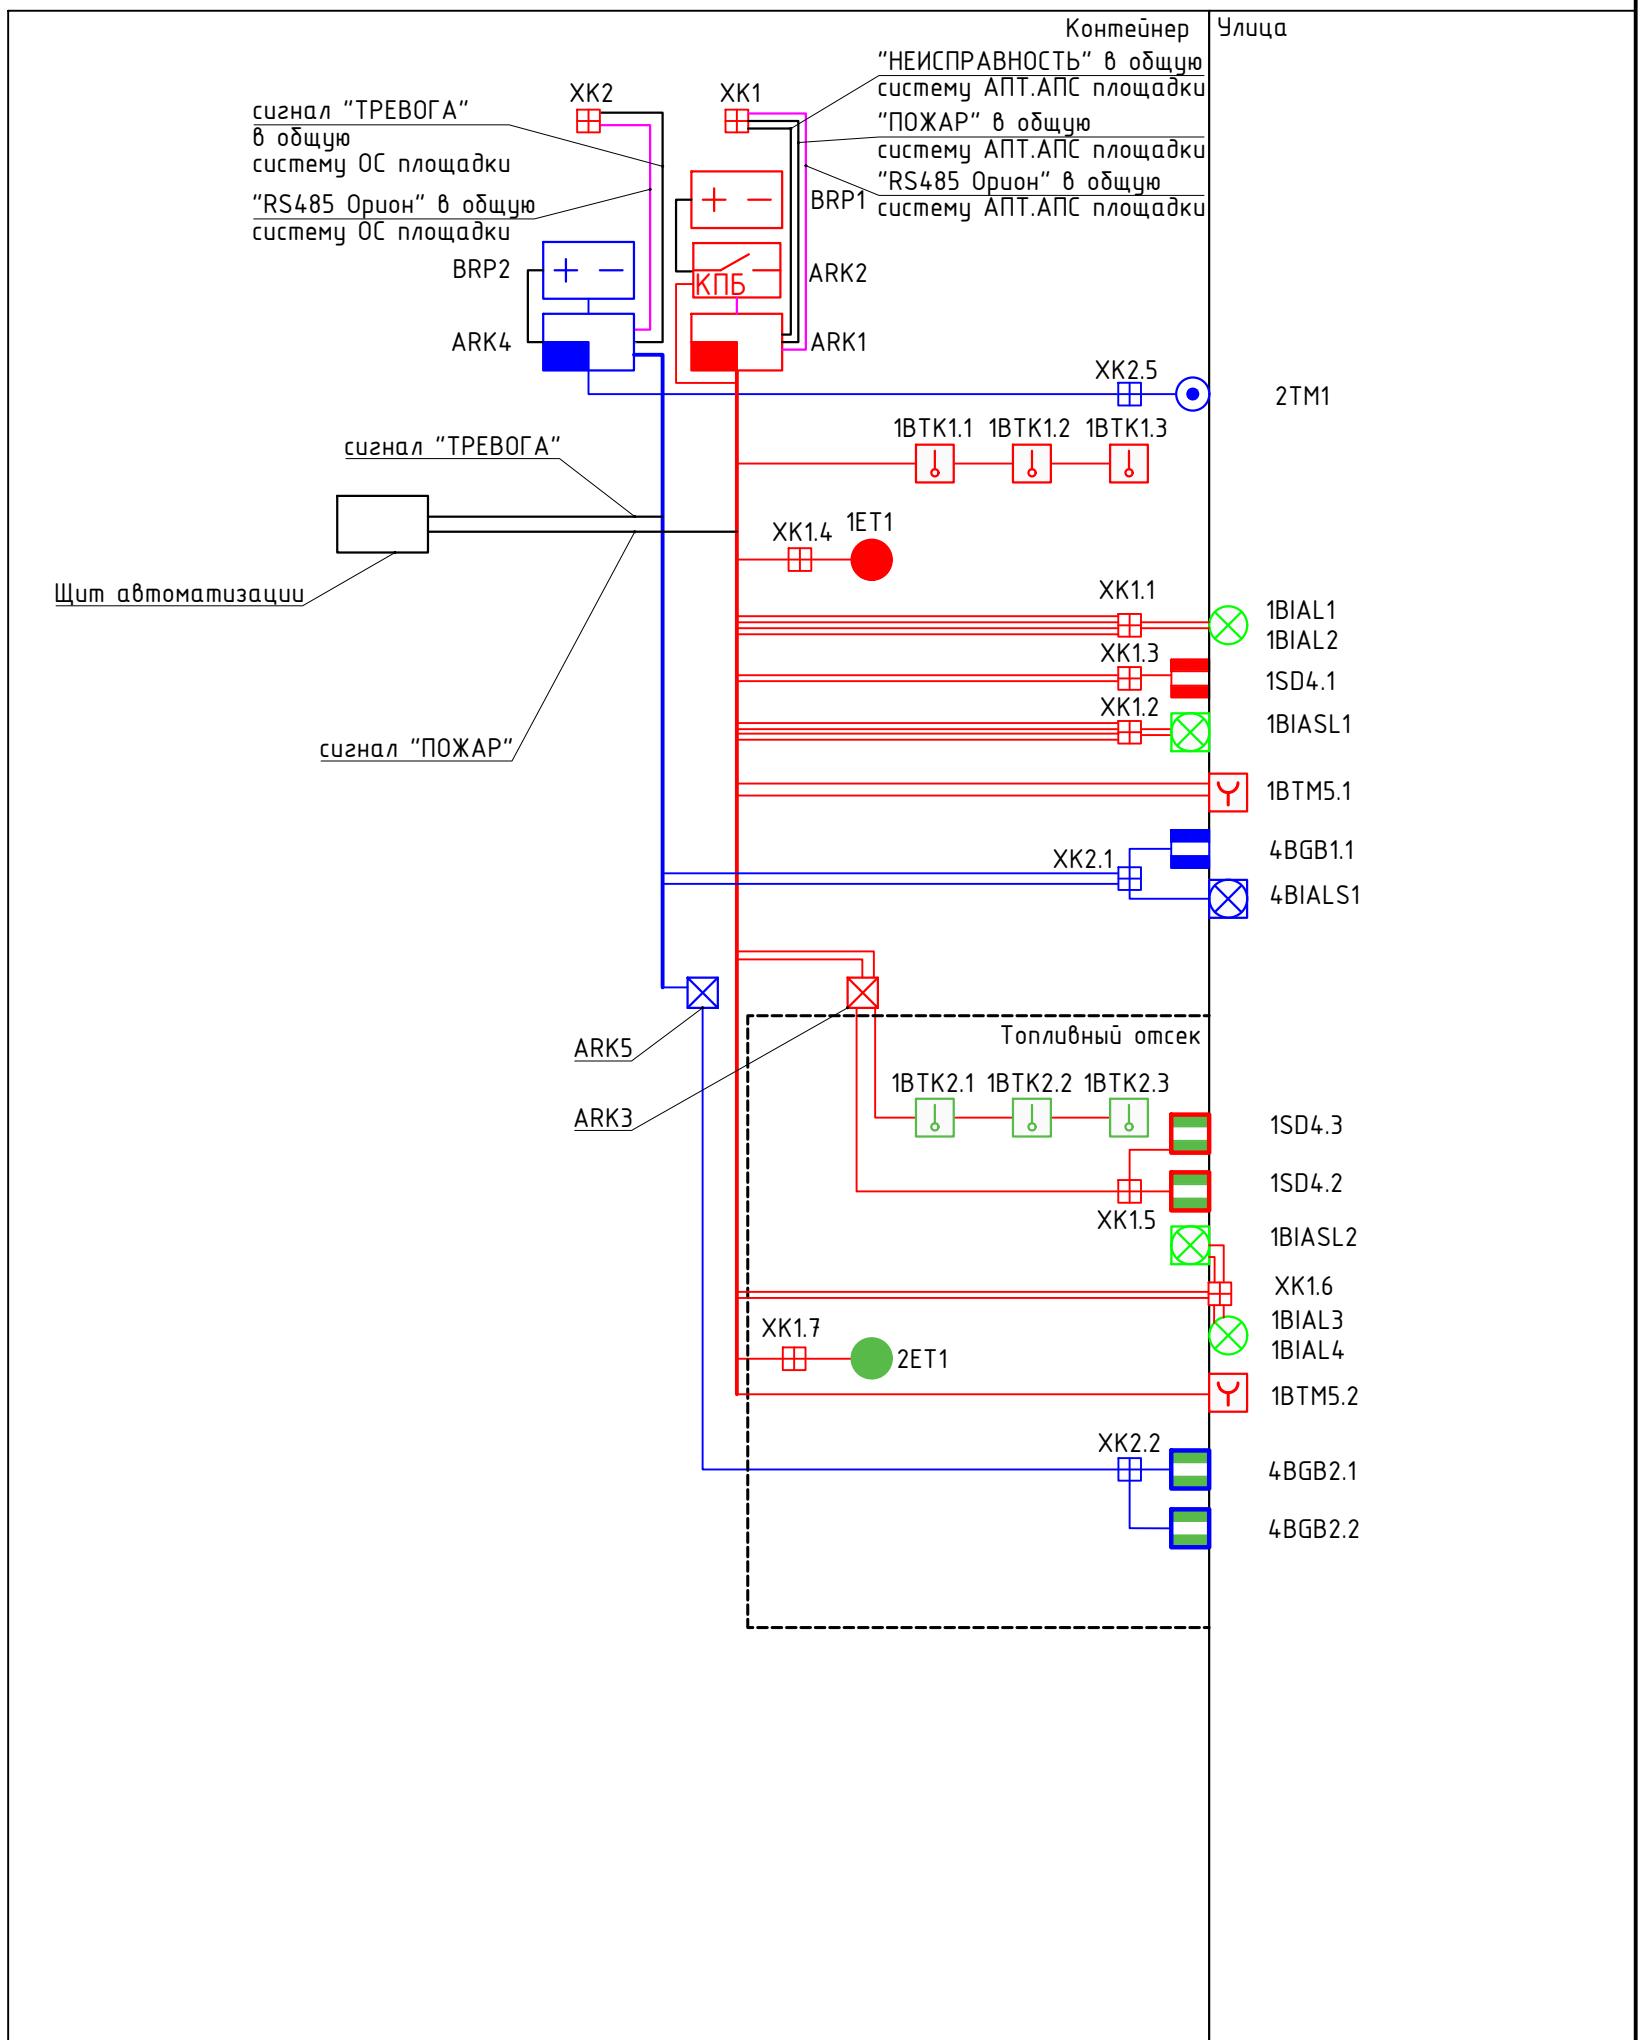 Контейнер
Улица
"НЕИСПРАВНОСТЬ" в общую
систему АПТ.АПС площадки
"ПОЖАР" в общую
систему АПТ.АПС площадки
"RS485 Орион" в общую
систему АПТ.АПС площадки
XK2
XK1
сигнал "ТРЕВОГА"
в общую
систему ОС площадки
"RS485 Орион" в общую
систему ОС площадки
BRP1
BRP2
КПБ
ARK2
ARK4
ARK1
XK2.5
2TM1
1BTK1.1
1BTK1.2
1BTK1.3
сигнал "ТРЕВОГА"
XK1.4
1ET1
Щит автоматизации
XK1.1
1BIAL1
1BIAL2
XK1.3
1SD4.1
XK1.2
1BIASL1
сигнал "ПОЖАР"
1BTM5.1
XK2.1
4BGB1.1
4BIALS1
Топливный отсек
ARK5
1BTK2.1
1BTK2.2
1BTK2.3
ARK3
1SD4.3
1SD4.2
XK1.5
1BIASL2
XK1.6
1BIAL3
1BIAL4
XK1.7
2ET1
1BTM5.2
XK2.2
4BGB2.1
4BGB2.2